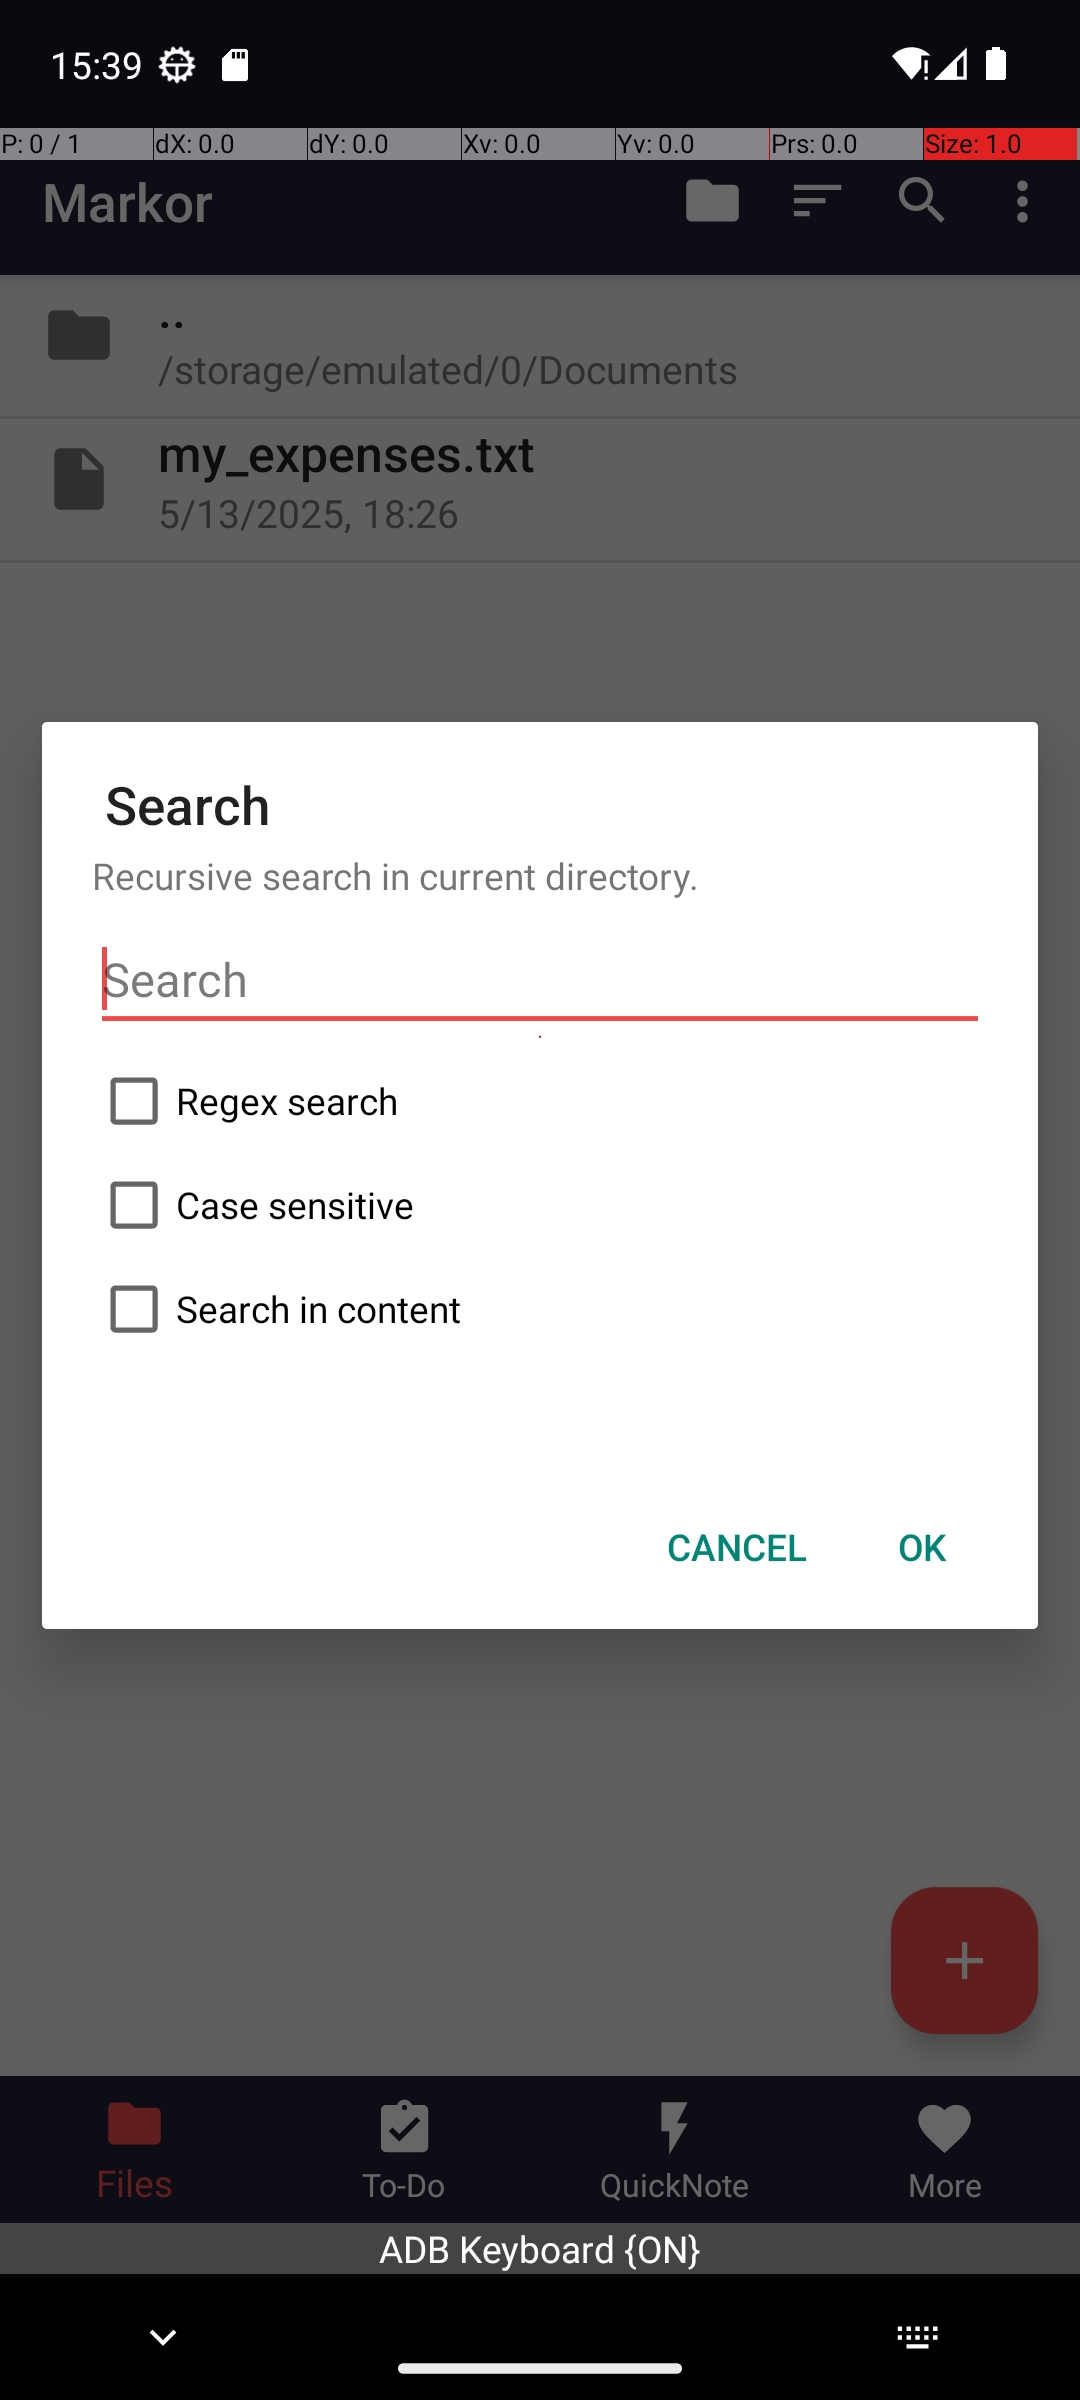 15:39
P: 0 / 1 dX: 0.0 dY: 0.0 Xv: 0.0 Yv: 0.0 Prs: 0.0 Size: 1.0
Markor
..
/storage/emulated/0/Documents
my_expenses.txt
5/13/2025, 18:26
Search
Recursive search in current directory.
Search
Regex search
Case sensitive
Search in content
CANCEL OK
Files To-Do QuickNote More
ADB Keyboard {ON}